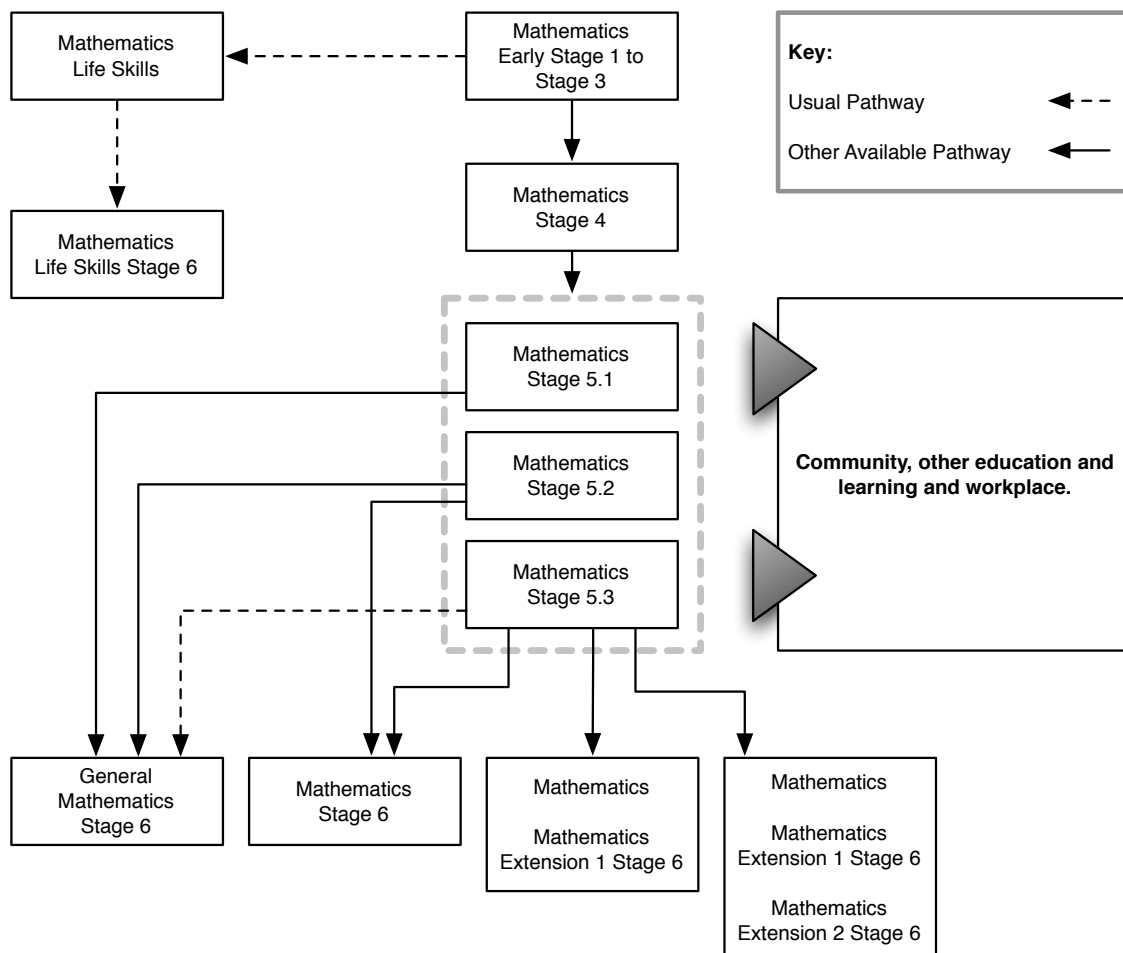 Mathematics
Life Skills
Mathematics
Early Stage 1 to
Stage 3
Key:
Usual Pathway
Other Available Pathway
Mathematics
Stage 4
Mathematics
Life Skills Stage 6
Mathematics
Stage 5.1
Mathematics
Stage 5.2
Mathematics
Stage 5.3
Community, other education and
learning and workplace.
General
Mathematics
Stage 6
Mathematics
Stage 6
Mathematics
Mathematics
Extension 1 Stage 6
Mathematics
Mathematics
Extension 1 Stage 6
Mathematics
Extension 2 Stage 6